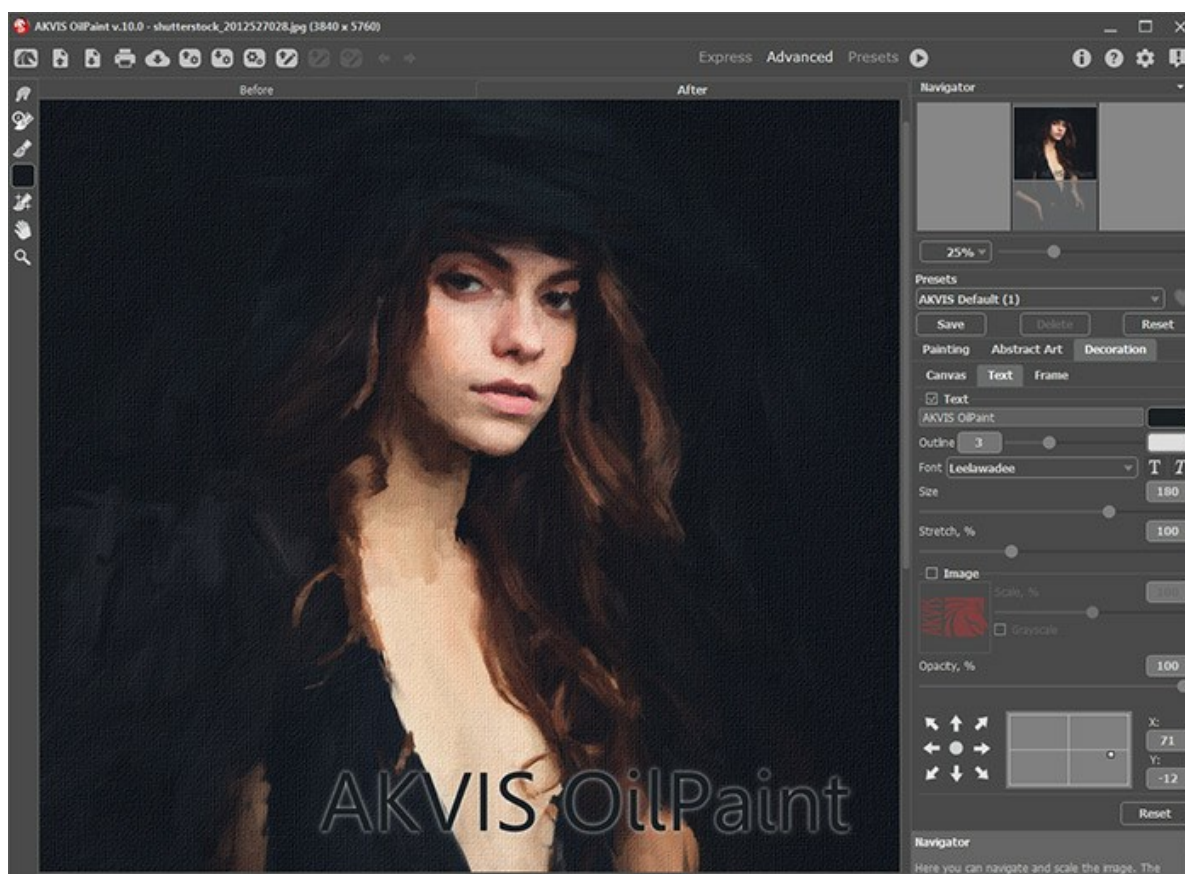 AKVIS OilPaint v.10.0 - shutterstock_2012527028.jpg (3840 x 5760)
Express Advanced Presets
Before After
Navigator
25%
Presets
AKVIS Default (1)
Save Delete Reset
Painting Abstract Art Decoration
Canvas Text Frame
Text
AKVIS OilPaint
Outline 3
Font Leelawadee T T
Size 180
Stretch, % 100
Image
Scale, % 100
AKVIS
Grayscale
Opacity, % 100
X:
71
Y:
-12
Reset
AKVIS OilPaint
Navigator
Here you can navigate and scale the image. The